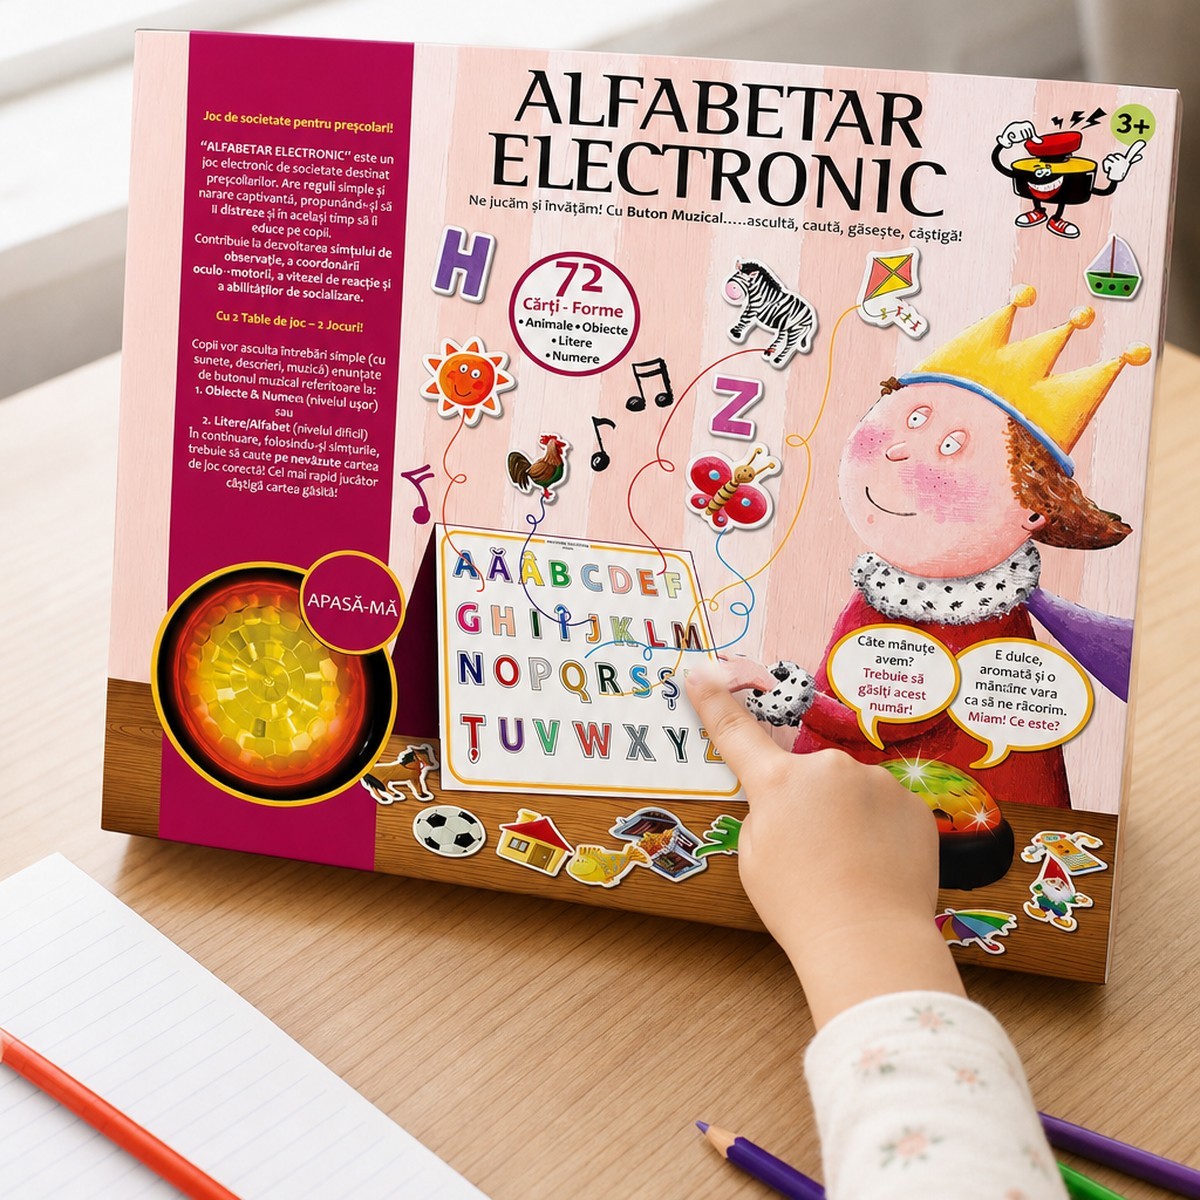 Joc de societate pentru preșcolari!
"ALFABETAR ELECTRONIC" este un
joc electronic de societate destinat
preșcolarilor. Are reguli simple și
narare captivantă, propunând-și să
îi distreze și în același timp să îi
educe pe copii.
Contribuie la dezvoltarea simțului de
observație, a coordonării
oculo-motorii, a vitezei de reacție și
a abilităților de socializare.
Cu 2 Table de joc – 2 Jocuri!
Copii vor asculta întrebări simple (cu
sunete, descrieri, muzică) enunțate
de butonul muzical referitoare la:
1. Obiecte & Numere (nivelul ușor)
sau
2. Litere/Alfabet (nivelul dificil)
În continuare, folosindu-și simțurile,
trebuie să caute pe nevăzute cartea
de joc corectă! Cel mai rapid jucător
câștigă cartea găsită!
APASĂ-MĂ
ALFABETAR
ELECTRONIC
Ne jucăm și învățăm! Cu Buton Muzical.....ascultă, caută, găsește, câștigă!
3+
H
72
Cărți - Forme
• Animale • Obiecte
• Litere
• Numere
Z
A Ă Â B C D E F
G H I Î J K L M
N O P Q R S Ș
Ț U V W X Y Z
Câte mânuțe
avem?
Trebuie să
găsiți acest
număr!
E dulce,
aromată și o
mâncăm vara
ca să ne răcorim.
Miam! Ce este?